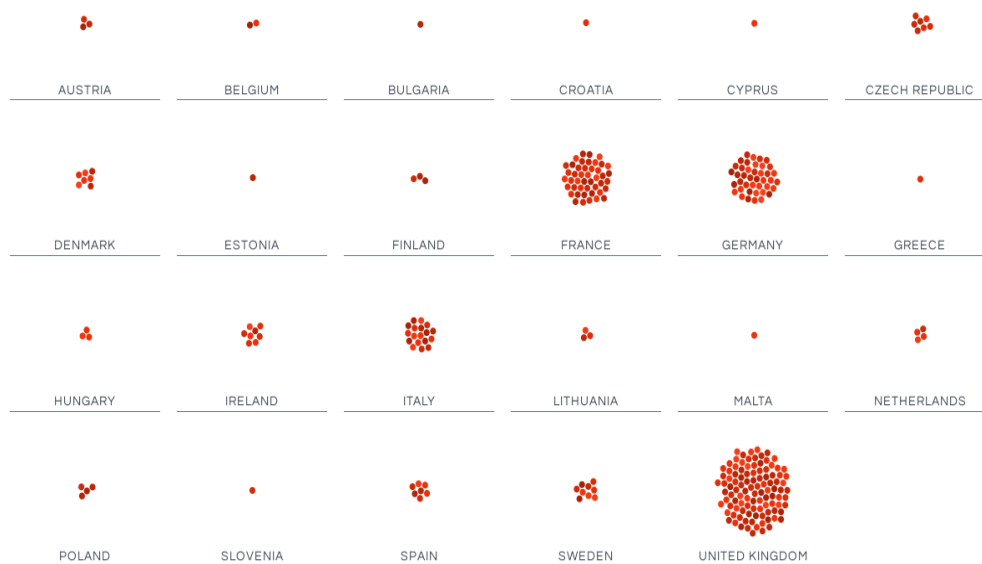 AUSTRIA BELGIUM BULGARIA CROATIA CYPRUS CZECH REPUBLIC
DENMARK ESTONIA FINLAND FRANCE GERMANY GREECE
HUNGARY IRELAND ITALY LITHUANIA MALTA NETHERLANDS
POLAND SLOVENIA SPAIN SWEDEN UNITED KINGDOM